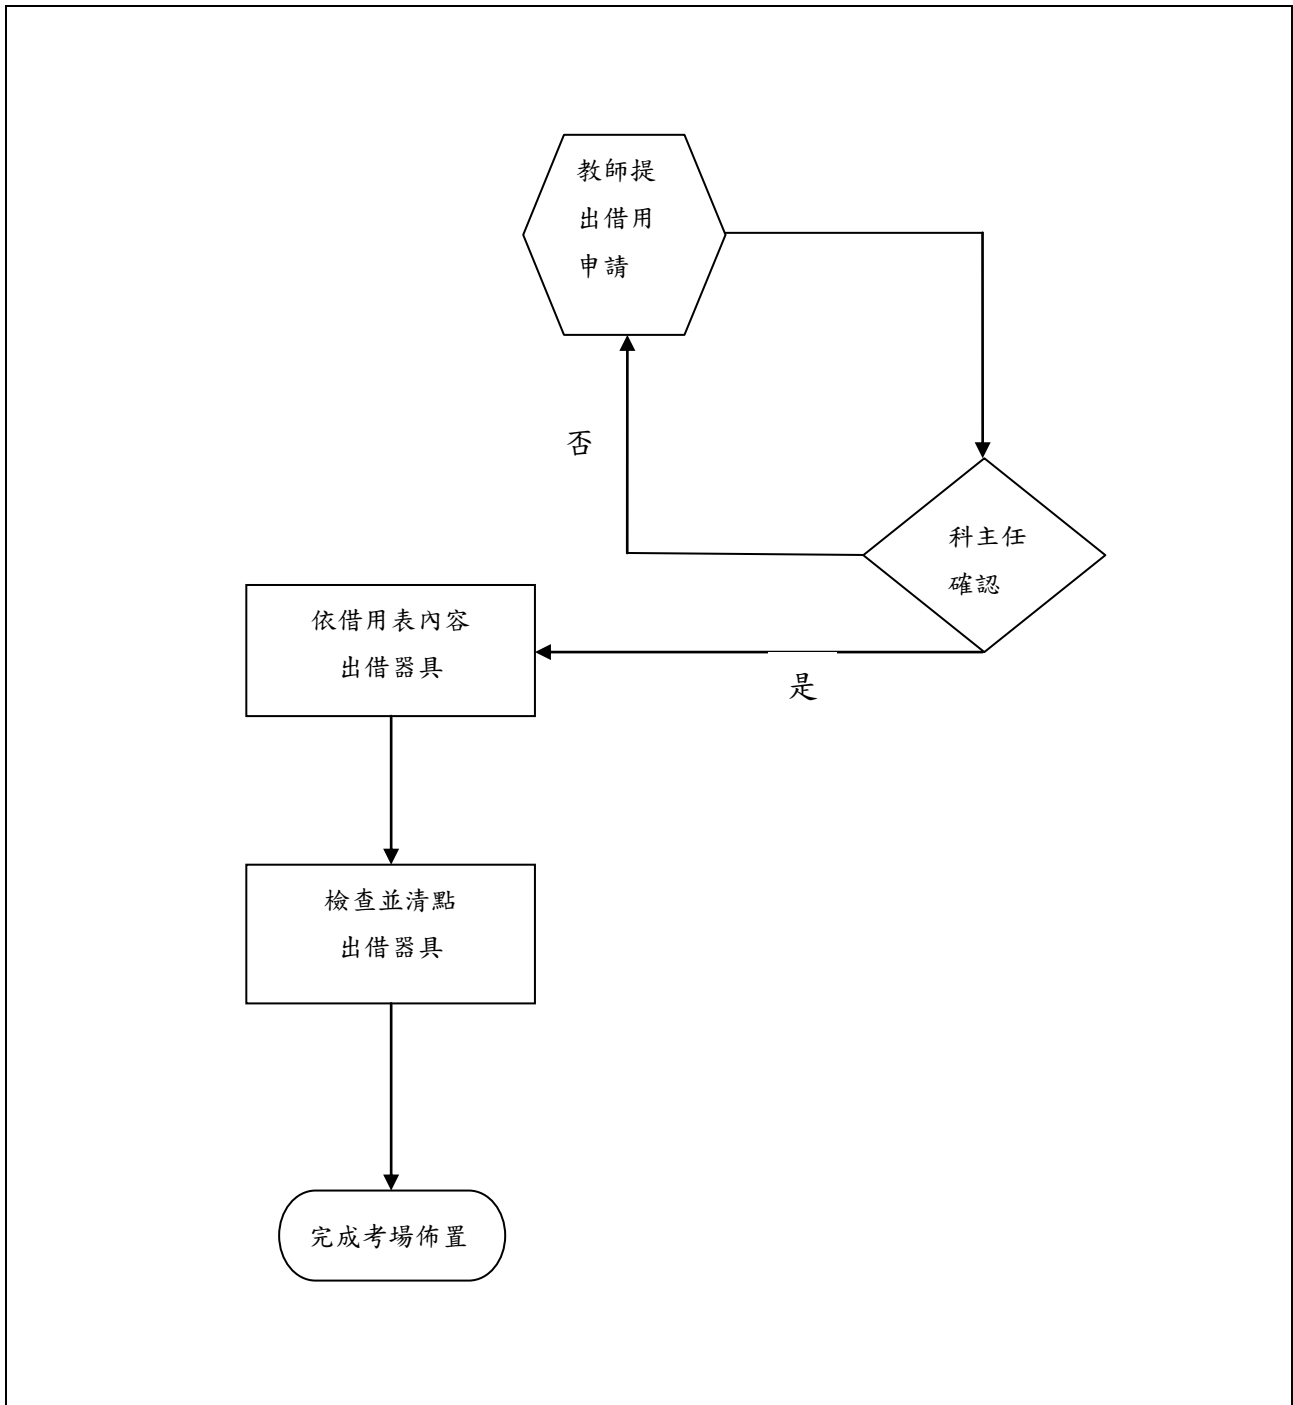 教師提
出借用
申請
否
科主任
確認
依借用表內容
出借器具
是
檢查並清點
出借器具
完成考場佈置